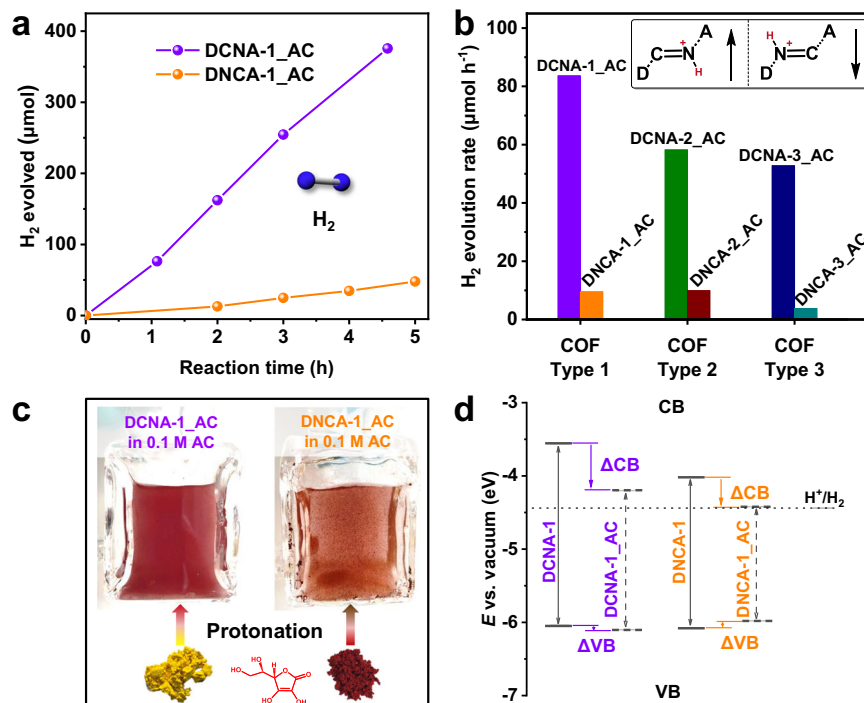 a
H2 evolved (μmol)
400
300
200
100
0
DCNA-1_AC
DNCA-1_AC
H2
0
1
2
3
4
5
Reaction time (h)
b
H2 evolution rate (μmol h-1)
100
80
60
40
20
0
DCNA-1_AC
DNCA-1_AC
DCNA-2_AC
DNCA-2_AC
DCNA-3_AC
DNCA-3_AC
A
C=N
+
D
H
H
A
+
N=C
D
COF
Type 1
COF
Type 2
COF
Type 3
c
DCNA-1_AC
in 0.1 M AC
DNCA-1_AC
in 0.1 M AC
Protonation
HO
HO
H
O
O
HO
OH
d
E vs. vacuum (eV)
-3
-4
-5
-6
-7
CB
ΔCB
ΔCB
H+/H2
DCNA-1
DCNA-1_AC
DNCA-1
DNCA-1_AC
ΔVB
ΔVB
VB